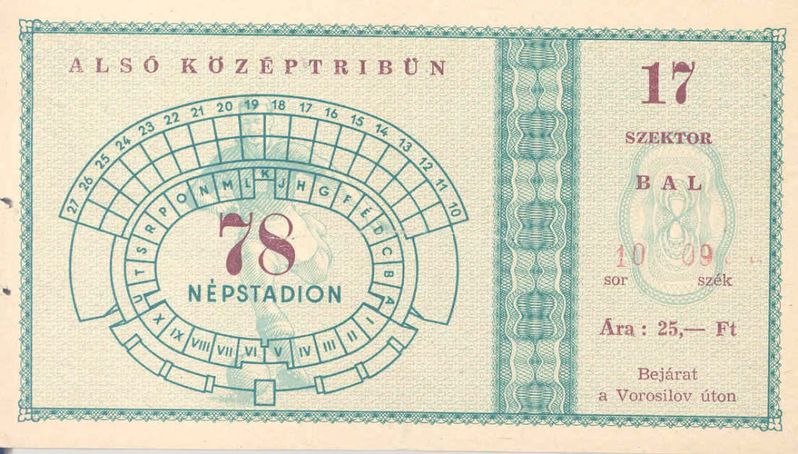 ALSÓ KÖZÉPTRIBÜN
27 26 25 24 23 22 21 20 19 18 17 16 15 14 13 12 11 10
U T S R P O N M L K J H G F É D C B A
78
NÉPSTADION
X IX VIII VII VI V IV III II I
17
SZEKTOR
BAL
10 09
sor szék
Ára: 25,— Ft
Bejárat
a Vorosilov úton